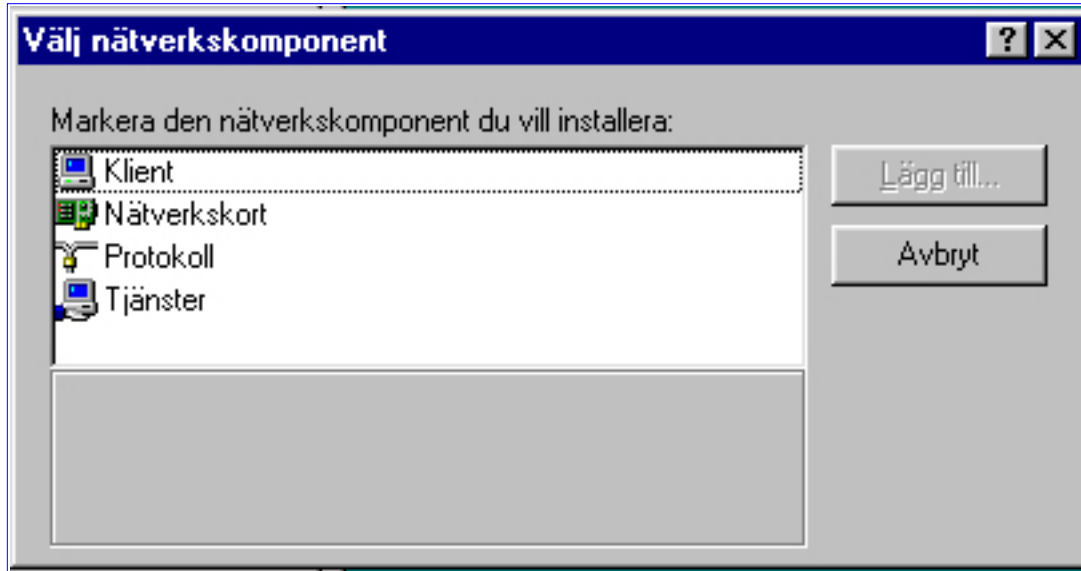 Välj nätverkskomponent
Markera den nätverkskomponent du vill installera:
Klient
Nätverkskort
Protokoll
Tjänster
Lägg till...
Avbryt